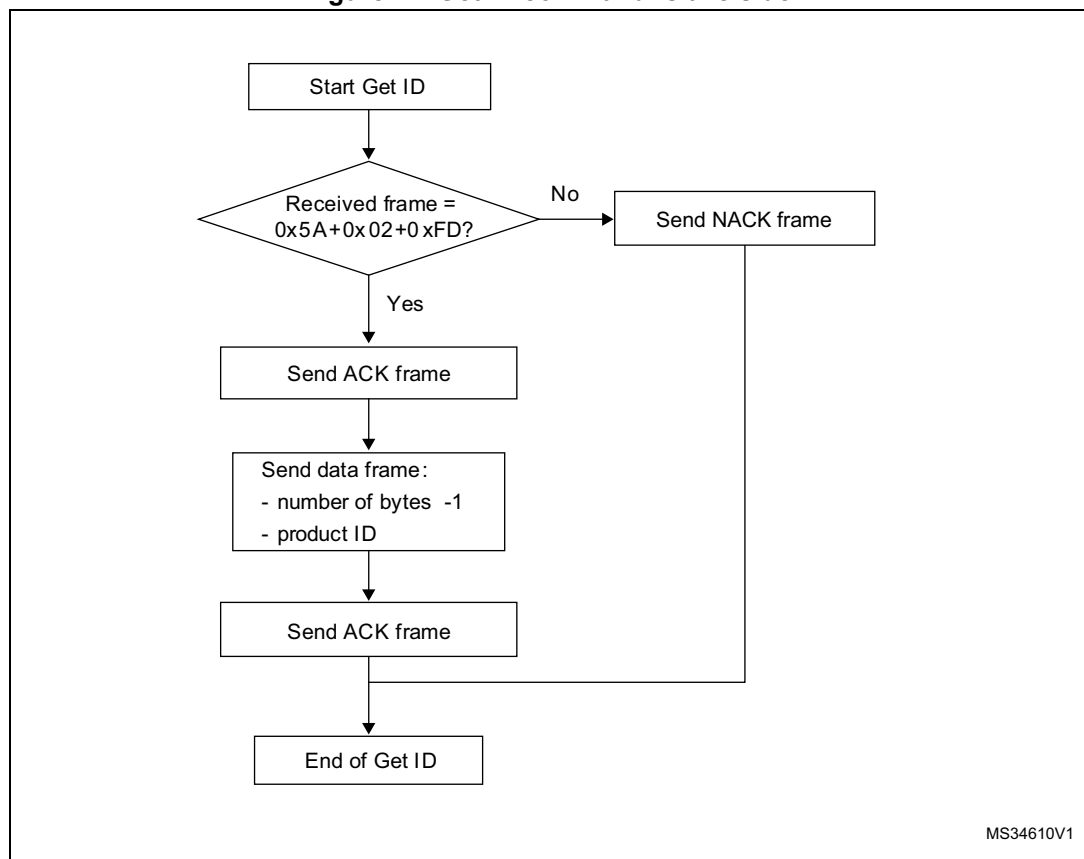 Start Get ID
Received frame =
0x5A+0x02+0xFD?
No
Send NACK frame
Yes
Send ACK frame
Send data frame:
- number of bytes -1
- product ID
Send ACK frame
End of Get ID
MS34610V1